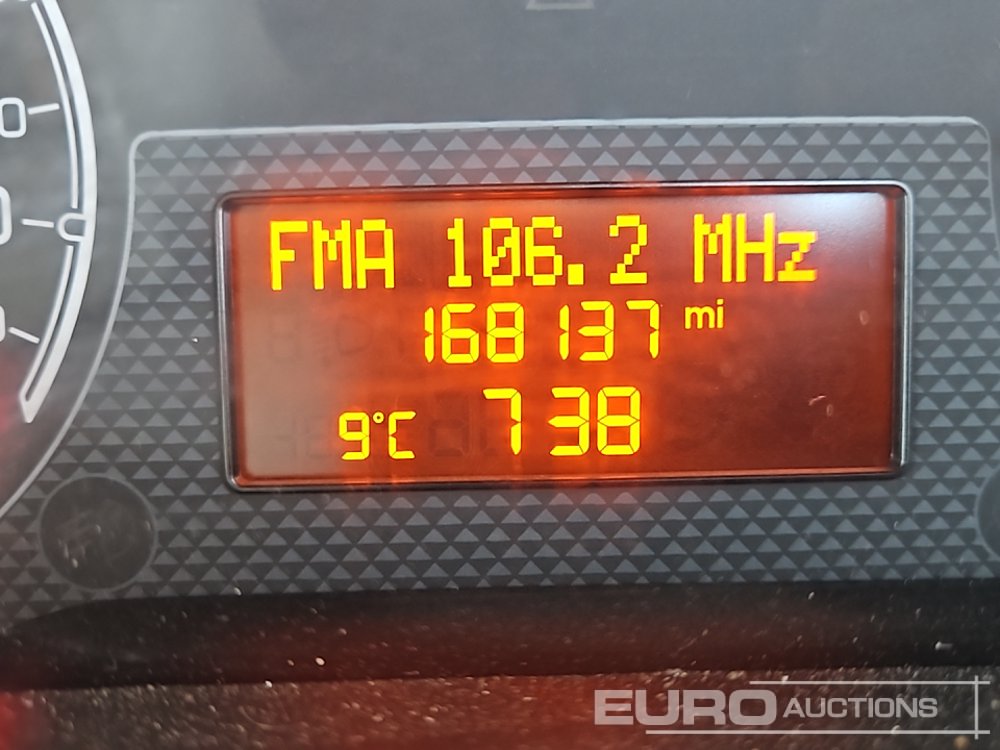 FMA 106.2 MHz
168137 mi
9°C 738
EURO AUCTIONS